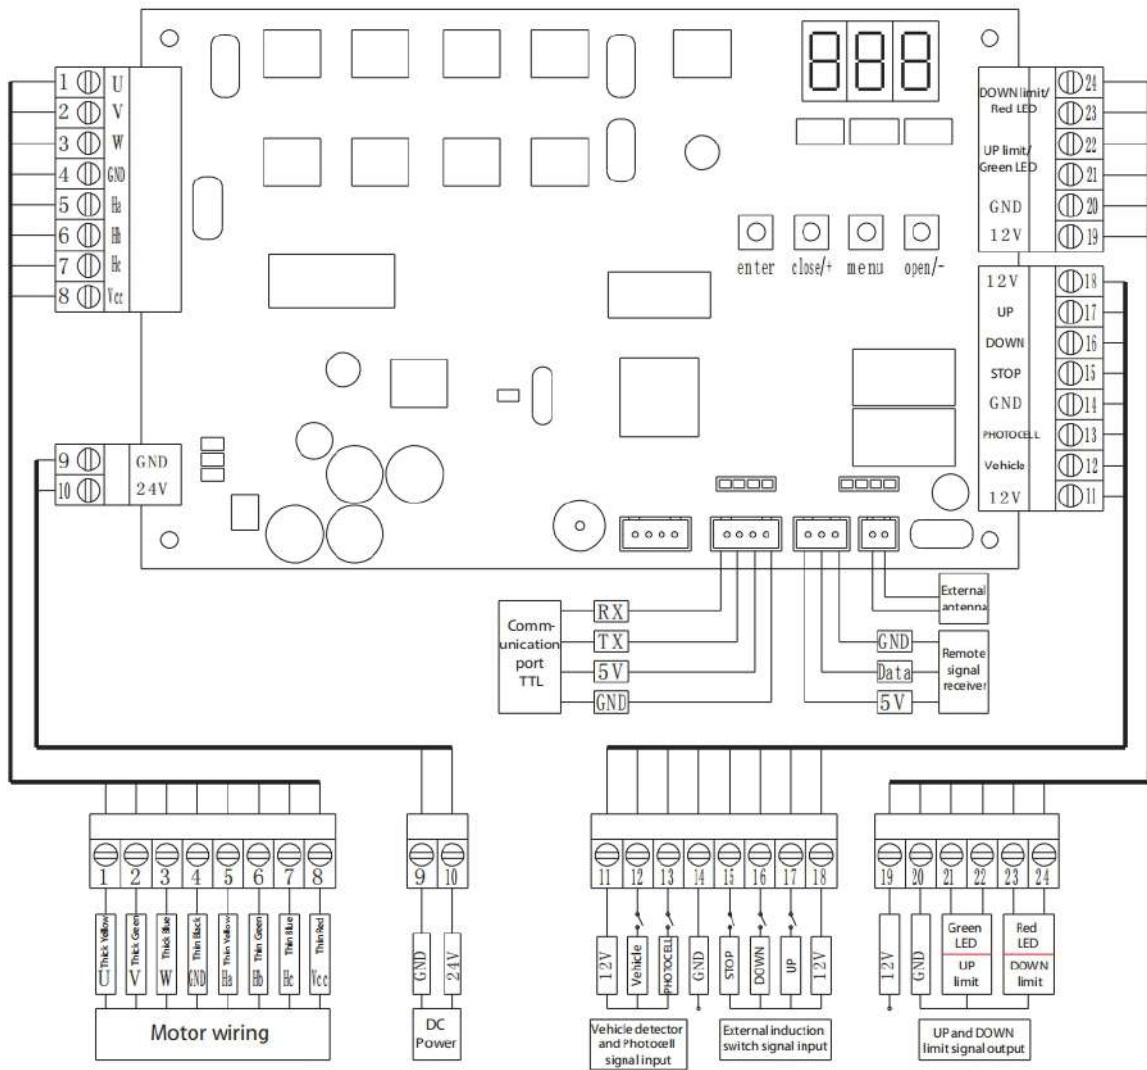 1 U
2 V
3 W
4 GND
5 Ha
6 Hb
7 Hc
8 Vcc
9 GND
10 24V
888
enter close/+ menu open/-
DOWN limit/
Red LED
24
23
UP limit/
Green LED
22
21
GND 20
12V 19
12V 18
UP 17
DOWN 16
STOP 15
GND 14
PHOTOCELL 13
Vehicle 12
12V 11
Comm-
unication
port
TTL
RX
TX
5V
GND
External
antenna
GND
Data
5V
Remote
signal
receiver
1 2 3 4 5 6 7 8
Thick Yellow U
Thick Green V
Thick Blue W
Thin Black GND
Thin Yellow Ha
Thin Green Hb
Thin Blue Hc
Thin Red Vcc
Motor wiring
9 10
GND
24V
DC
Power
11 12 13 14 15 16 17 18
12V
Vehicle
PHOTOCELL
GND
STOP
DOWN
UP
12V
Vehicle detector
and Photocell
signal input
External induction
switch signal input
19 20 21 22 23 24
12V
GND
Green
LED
UP
limit
Red
LED
DOWN
limit
UP and DOWN
limit signal output